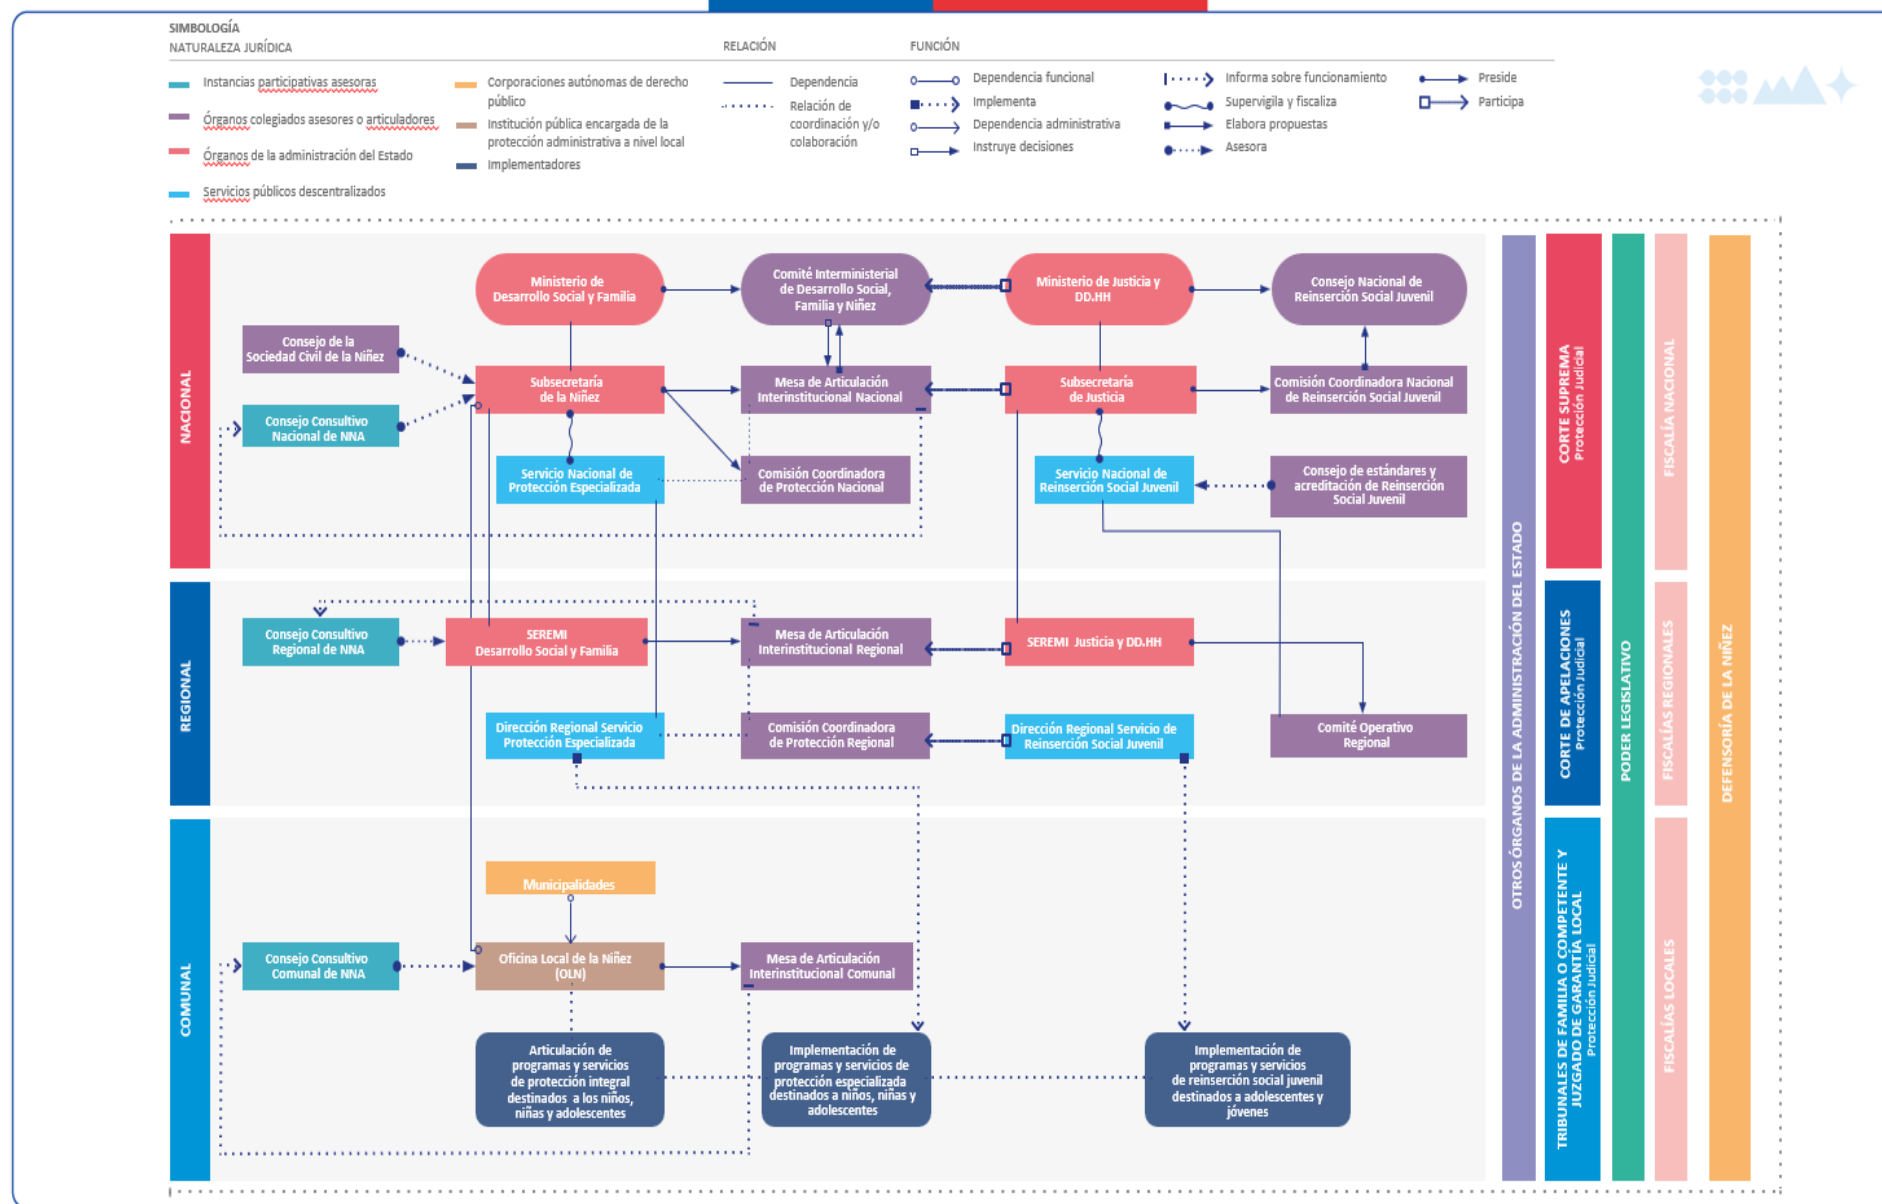 SIMBOLOGÍA
NATURALEZA JURÍDICA
RELACIÓN
FUNCIÓN
Instancias participativas asesoras
Órganos colegiados asesores o articuladores
Órganos de la administración del Estado
Servicios públicos descentralizados
Corporaciones autónomas de derecho
público
Institución pública encargada de la
protección administrativa a nivel local
Implementadores
Dependencia
Relación de
coordinación y/o
colaboración
Dependencia funcional
Implementa
Dependencia administrativa
Instruye decisiones
Informa sobre funcionamiento
Supervigila y fiscaliza
Elabora propuestas
Asesora
Preside
Participa
NACIONAL
Ministerio de
Desarrollo Social y Familia
Comité Interministerial
de Desarrollo Social,
Familia y Niñez
Ministerio de Justicia y
DD.HH
Consejo Nacional de
Reinserción Social Juvenil
Consejo de la
Sociedad Civil de la Niñez
Subsecretaría
de la Niñez
Mesa de Articulación
Interinstitucional Nacional
Subsecretaría
de Justicia
Comisión Coordinadora Nacional
de Reinserción Social Juvenil
Consejo Consultivo
Nacional de NNA
Servicio Nacional de
Protección Especializada
Comisión Coordinadora
de Protección Nacional
Servicio Nacional de
Reinserción Social Juvenil
Consejo de estándares y
acreditación de Reinserción
Social Juvenil
REGIONAL
Consejo Consultivo
Regional de NNA
SEREMI
Desarrollo Social y Familia
Mesa de Articulación
Interinstitucional Regional
SEREMI Justicia y DD.HH
Dirección Regional Servicio
Protección Especializada
Comisión Coordinadora
de Protección Regional
Dirección Regional Servicio de
Reinserción Social Juvenil
Comité Operativo
Regional
COMUNAL
Municipalidades
Consejo Consultivo
Comunal de NNA
Oficina Local de la Niñez
(OLN)
Mesa de Articulación
Interinstitucional Comunal
Articulación de
programas y servicios
de protección integral
destinados a los niños,
niñas y adolescentes
Implementación de
programas y servicios de
protección especializada
destinados a niños, niñas y
adolescentes
Implementación de
programas y servicios
de reinserción social juvenil
destinados a adolescentes y
jóvenes
OTROS ÓRGANOS DE LA ADMINISTRACIÓN DEL ESTADO
CORTE SUPREMA
Protección Judicial
CORTE DE APELACIONES
Protección Judicial
TRIBUNALES DE FAMILIA O COMPETENTE Y
JUZGADO DE GARANTÍA LOCAL
Protección Judicial
PODER LEGISLATIVO
FISCALÍA NACIONAL
FISCALÍAS REGIONALES
FISCALÍAS LOCALES
DEFENSORÍA DE LA NIÑEZ